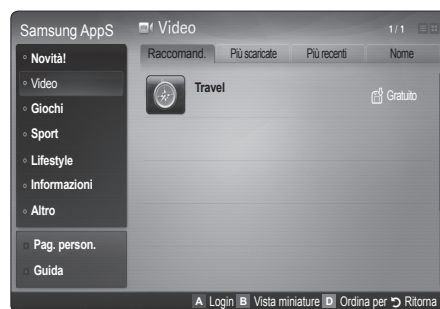 Samsung AppS
Video
1/1
Novità!
Video
Giochi
Sport
Lifestyle
Informazioni
Altro
Pag. person.
Guida
Raccomand. Più scaricate Più recenti Nome
Travel
Gratuito
A Login B Vista miniature D Ordina per Ritorna